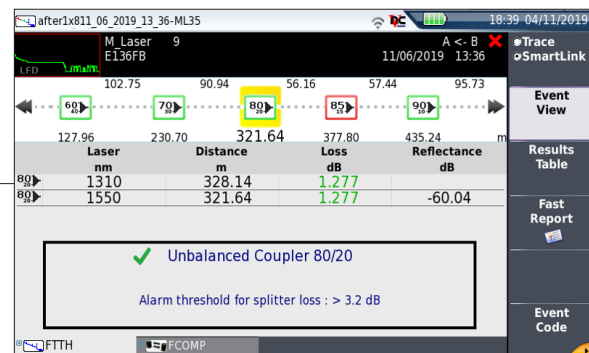 after1x811_06_2019_13_36-ML35 18:39 04/11/2019
M_Laser 9 A <- B
E136FB 11/06/2019 13:36
LFD
Trace
SmartLink
102.75 90.94 56.16 57.44 95.73
60/40 70/30 80/20 85/15 90/10
127.96 230.70 321.64 377.80 435.24 m
Event
View
Laser Distance Loss Reflectance
nm m dB dB
80/20 1310 328.14 1.277
80/20 1550 321.64 1.277 -60.04
Results
Table
Fast
Report
Unbalanced Coupler 80/20
Alarm threshold for splitter loss : > 3.2 dB
Event
Code
FTTH FCOMP